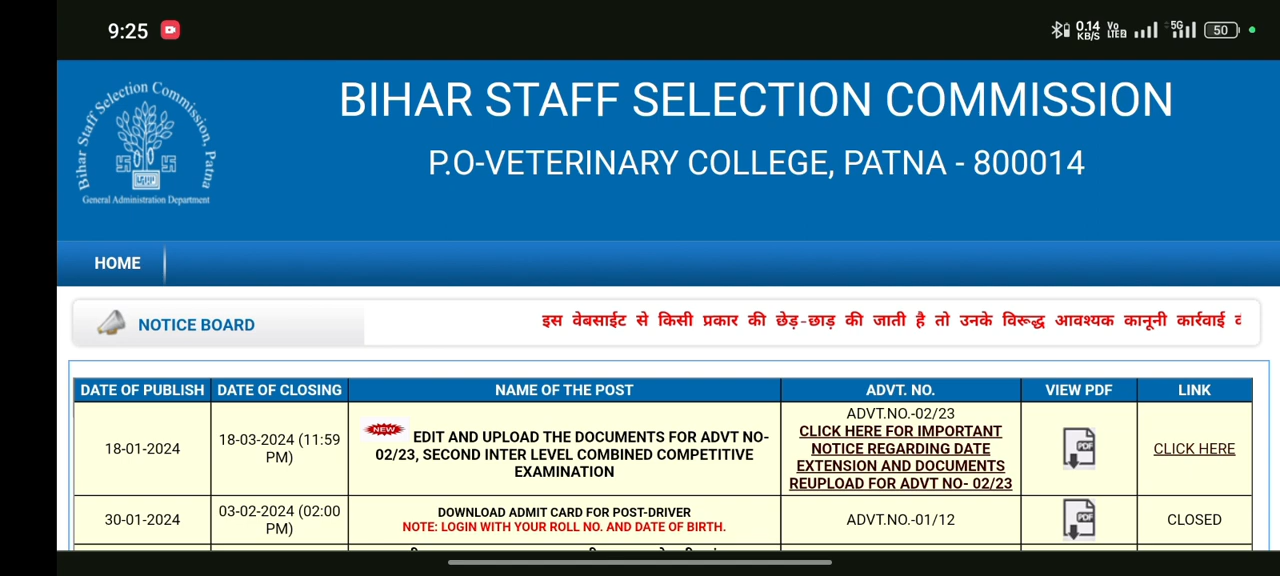 9:25
0.14 KB/S
Vo LTE 2
5G
50
Bihar Staff Selection Commission, Patna
General Administration Department
BIHAR STAFF SELECTION COMMISSION
P.O-VETERINARY COLLEGE, PATNA - 800014
HOME
NOTICE BOARD
इस वेबसाईट से किसी प्रकार की छेड़-छाड़ की जाती है तो उनके विरूद्ध आवश्यक कानूनी कार्रवाई
DATE OF PUBLISH DATE OF CLOSING NAME OF THE POST ADVT. NO. VIEW PDF LINK
18-01-2024
18-03-2024 (11:59
PM)
NEW EDIT AND UPLOAD THE DOCUMENTS FOR ADVT NO-
02/23, SECOND INTER LEVEL COMBINED COMPETITIVE
EXAMINATION
ADVT.NO.-02/23
CLICK HERE FOR IMPORTANT
NOTICE REGARDING DATE
EXTENSION AND DOCUMENTS
REUPLOAD FOR ADVT NO- 02/23
PDF
CLICK HERE
30-01-2024
03-02-2024 (02:00
PM)
DOWNLOAD ADMIT CARD FOR POST-DRIVER
NOTE: LOGIN WITH YOUR ROLL NO. AND DATE OF BIRTH.
ADVT.NO.-01/12
PDF
CLOSED